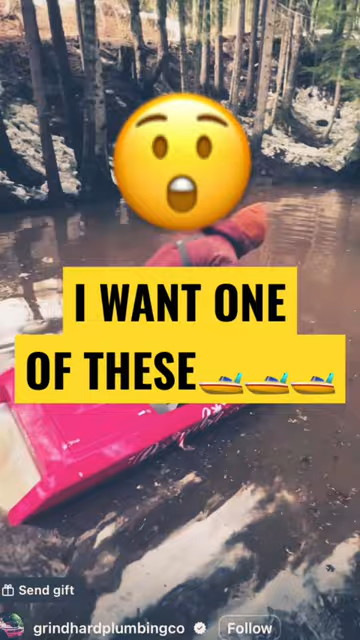 I WANT ONE
OF THESE🚤🚤🚤
Send gift
grindhardplumbingco
Follow